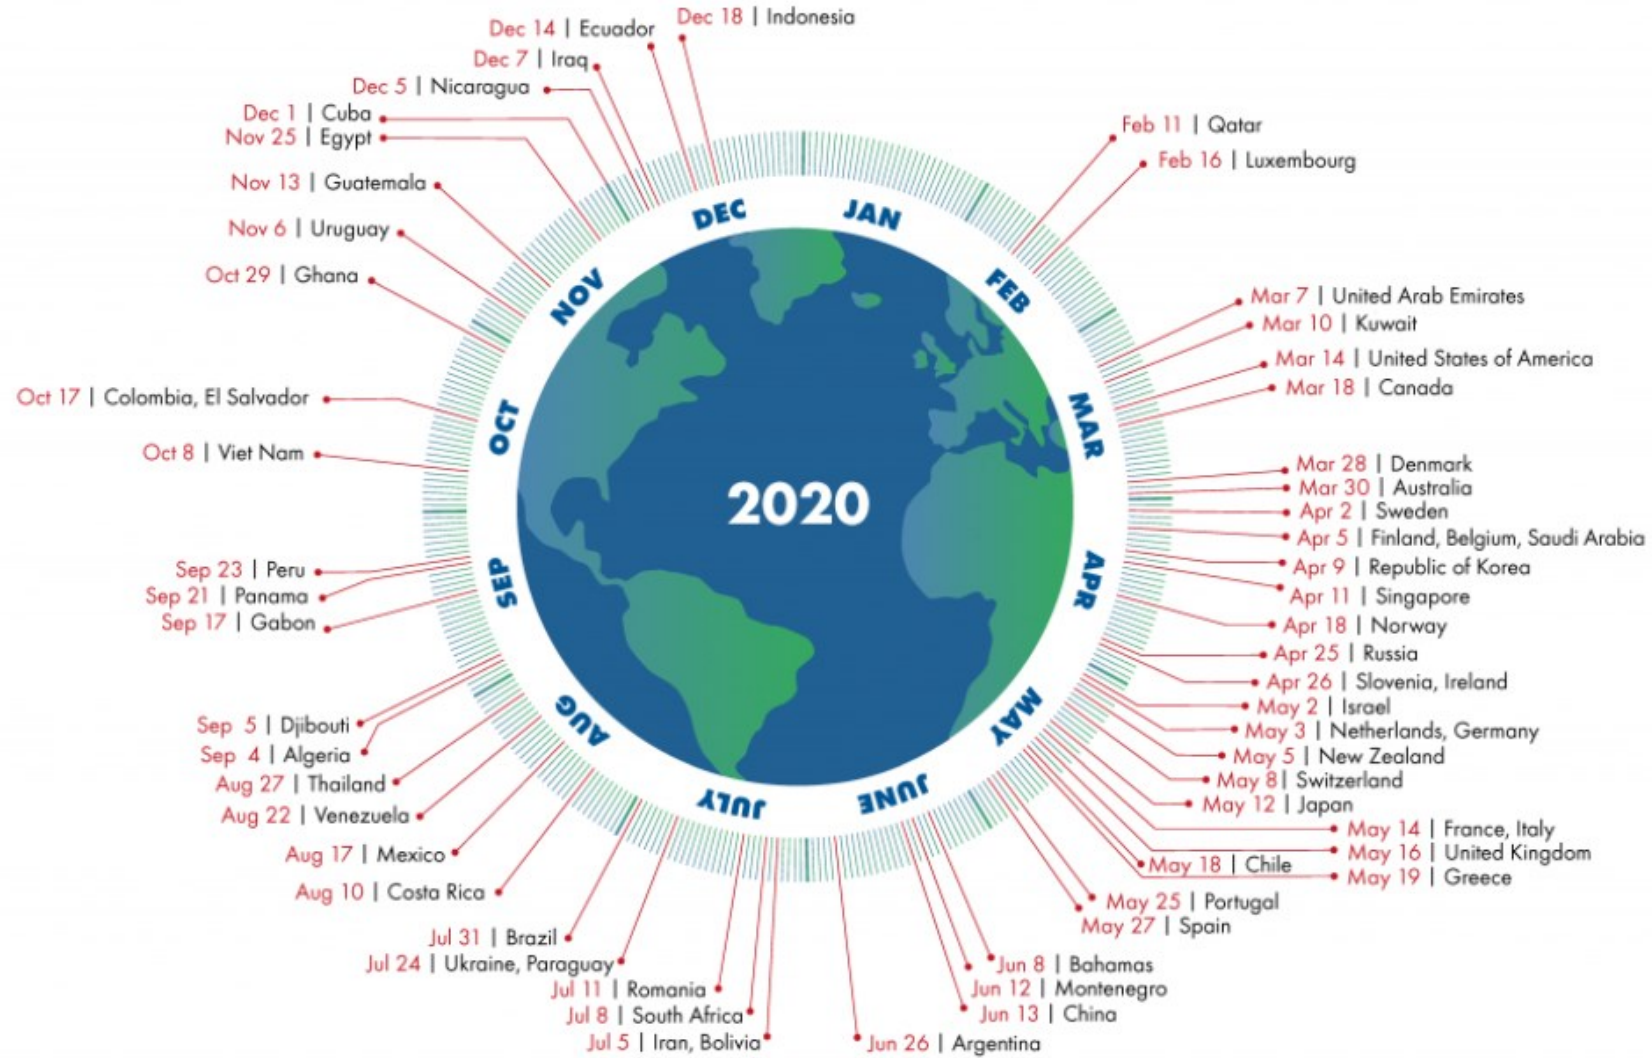 Dec 18 | Indonesia
Dec 14 | Ecuador
Dec 7 | Iraq
Dec 5 | Nicaragua
Dec 1 | Cuba
Nov 25 | Egypt
Nov 13 | Guatemala
Nov 6 | Uruguay
Oct 29 | Ghana
Oct 17 | Colombia, El Salvador
Oct 8 | Viet Nam
Sep 23 | Peru
Sep 21 | Panama
Sep 17 | Gabon
Sep 5 | Djibouti
Sep 4 | Algeria
Aug 27 | Thailand
Aug 22 | Venezuela
Aug 17 | Mexico
Aug 10 | Costa Rica
Jul 31 | Brazil
Jul 24 | Ukraine, Paraguay
Jul 11 | Romania
Jul 8 | South Africa
Jul 5 | Iran, Bolivia
Feb 11 | Qatar
Feb 16 | Luxembourg
Mar 7 | United Arab Emirates
Mar 10 | Kuwait
Mar 14 | United States of America
Mar 18 | Canada
Mar 28 | Denmark
Mar 30 | Australia
Apr 2 | Sweden
Apr 5 | Finland, Belgium, Saudi Arabia
Apr 9 | Republic of Korea
Apr 11 | Singapore
Apr 18 | Norway
Apr 25 | Russia
Apr 26 | Slovenia, Ireland
May 2 | Israel
May 3 | Netherlands, Germany
May 5 | New Zealand
May 8| Switzerland
May 12 | Japan
May 14 | France, Italy
May 16 | United Kingdom
May 18 | Chile
May 19 | Greece
May 25 | Portugal
May 27 | Spain
Jun 8 | Bahamas
Jun 12 | Montenegro
Jun 13 | China
Jun 26 | Argentina
JAN
FEB
MAR
APR
MAY
JUNE
JULY
AUG
SEP
OCT
NOV
DEC
2020